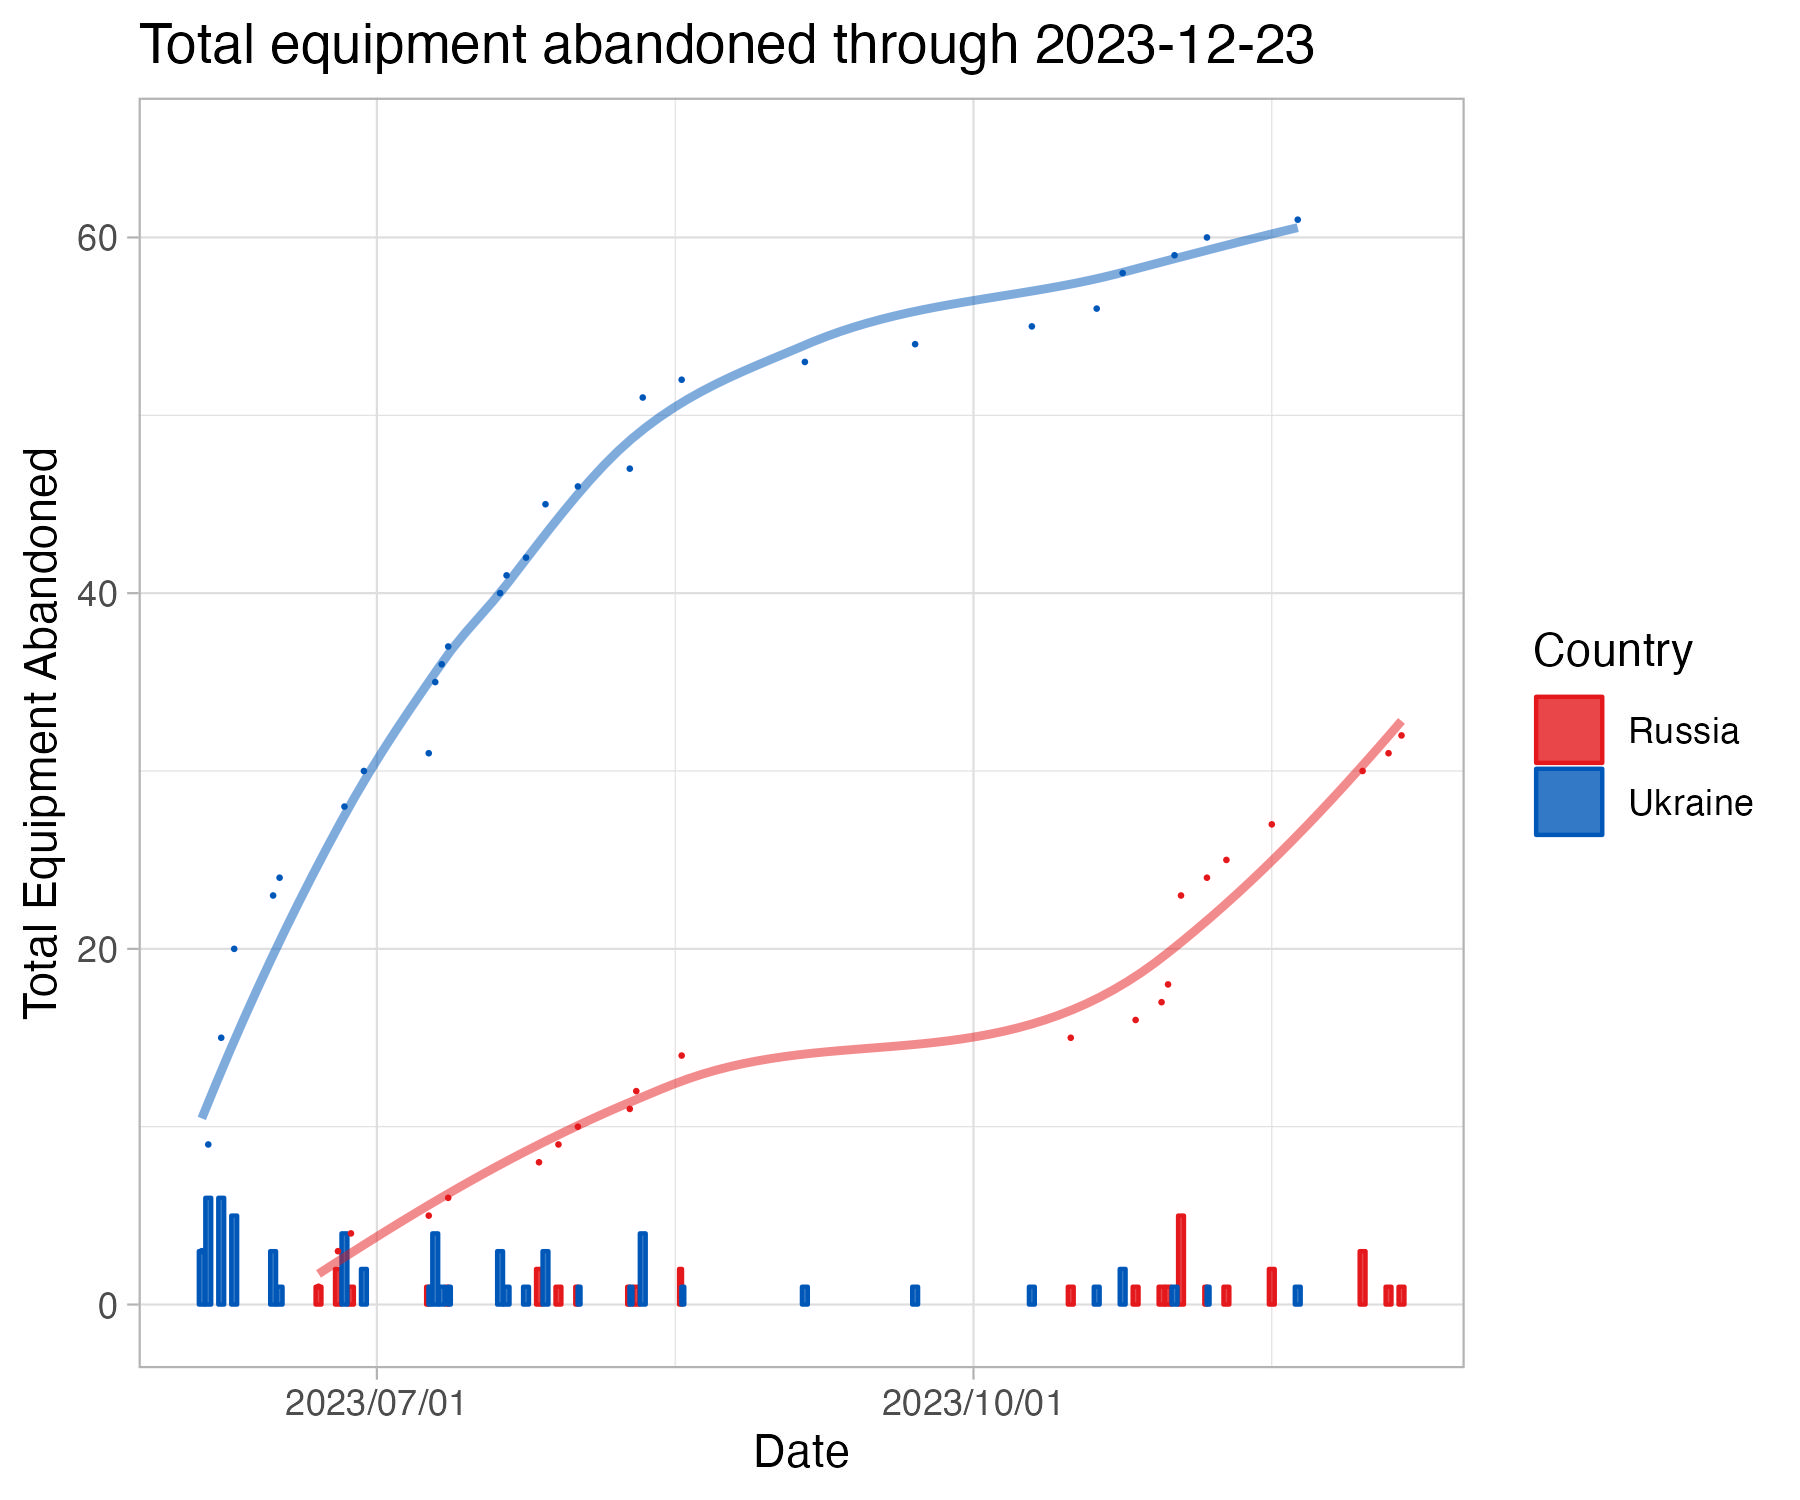 Total equipment abandoned through 2023-12-23
Total Equipment Abandoned
60
40
20
0
2023/07/01
2023/10/01
Date
Country
Russia
Ukraine